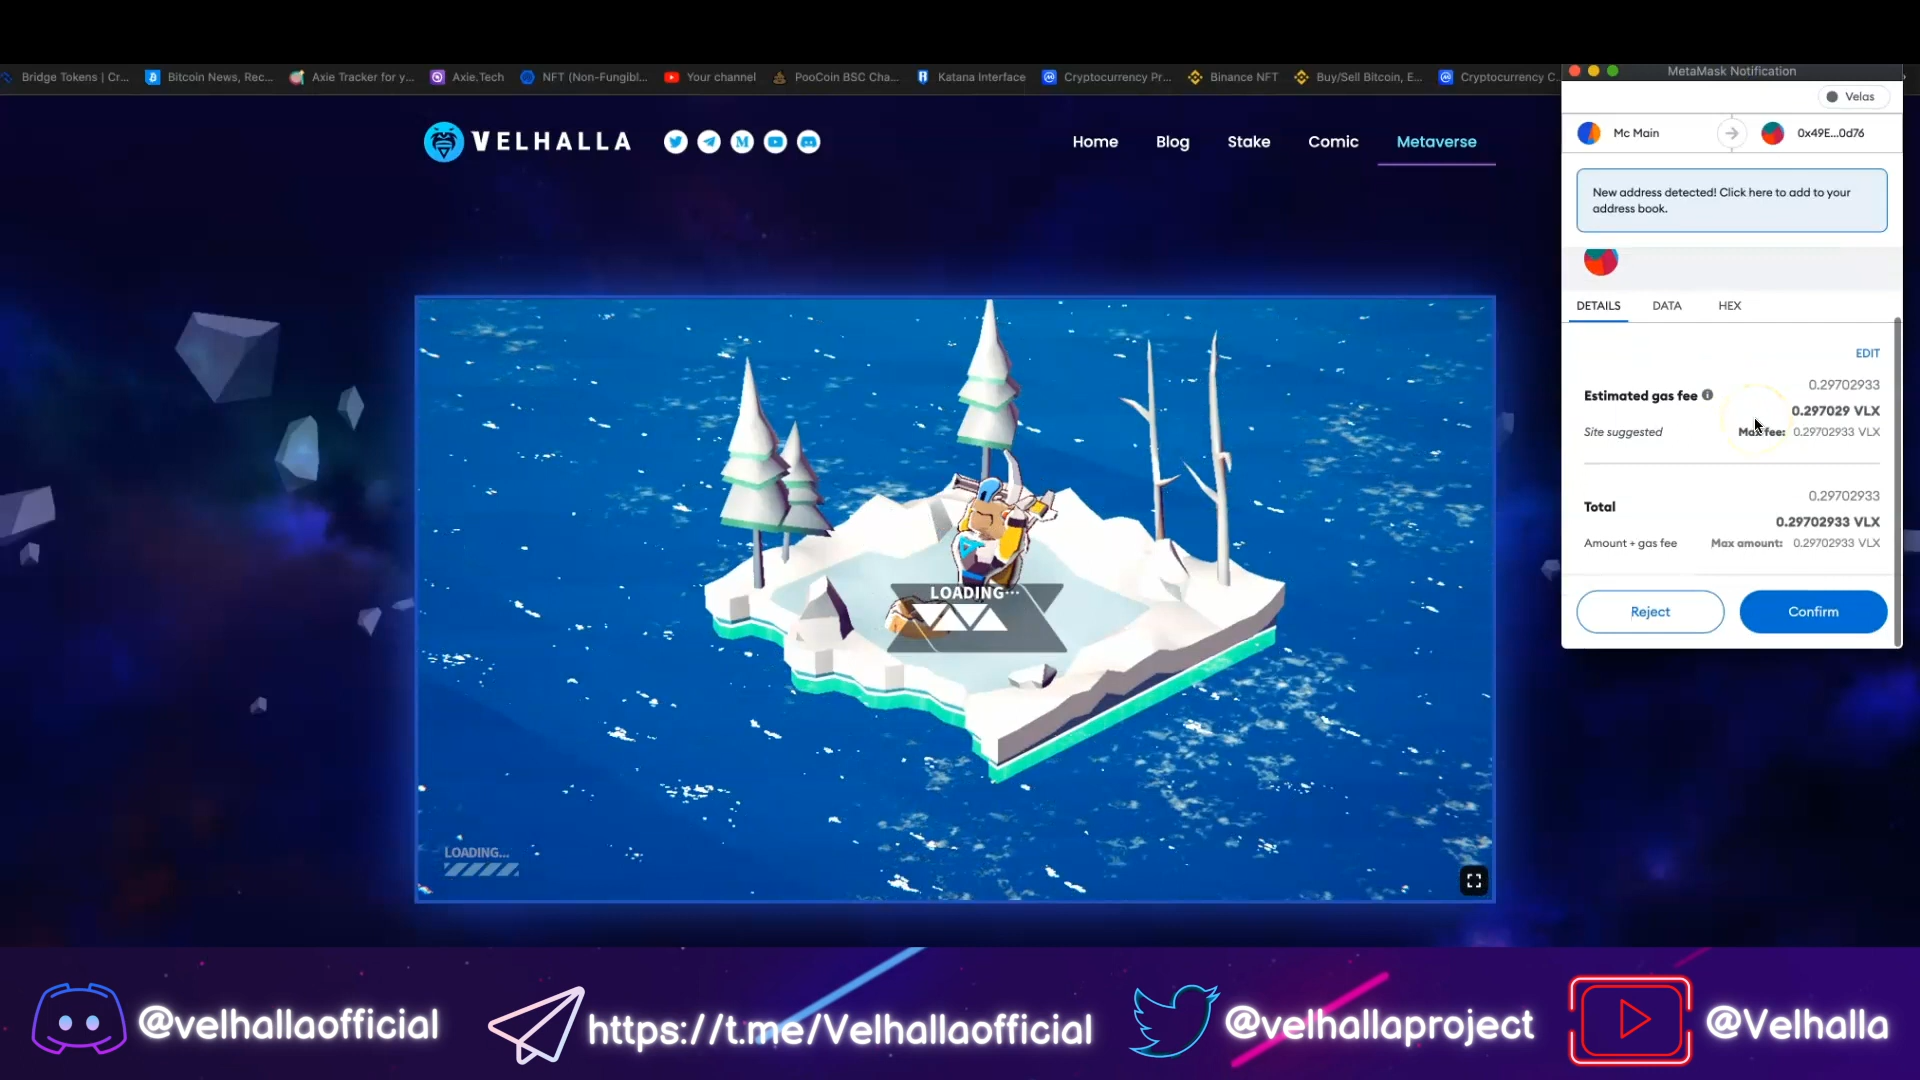 Bridge Tokens | Cr...
Bitcoin News, Rec...
Axie Tracker for y...
Axie.Tech
NFT (Non-Fungibl...
Your channel
PooCoin BSC Cha...
Katana Interface
Cryptocurrency Pr...
Binance NFT
Buy/Sell Bitcoin, E...
Cryptocurrency C
MetaMask Notification
Velas
Mc Main
0x49E...0d76
New address detected! Click here to add to your
address book.
DETAILS DATA HEX
EDIT
0.29702933
Estimated gas fee
0.297029 VLX
Site suggested
Max fee: 0.29702933 VLX
0.29702933
Total
0.29702933 VLX
Amount + gas fee
Max amount: 0.29702933 VLX
Reject
Confirm
VELHALLA
Home Blog Stake Comic Metaverse
LOADING...
LOADING...
@velhallaofficial
https://t.me/Velhallaofficial
@velhallaproject
@Velhalla